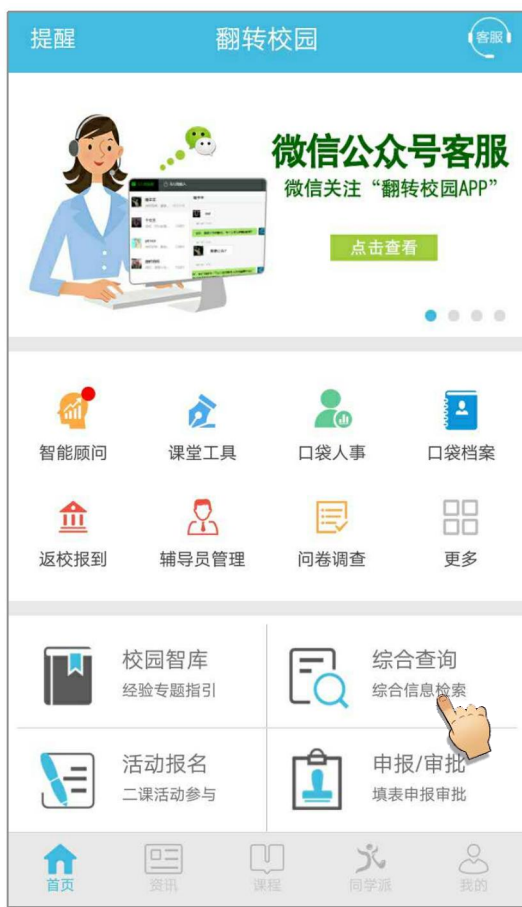 提醒
翻转校园
客服
微信公众号客服
微信关注“翻转校园APP”
点击查看
智能顾问
课堂工具
口袋人事
口袋档案
返校报到
辅导员管理
问卷调查
更多
校园智库
经验专题指引
综合查询
综合信息检索
活动报名
二课活动参与
申报/审批
填表申报审批
首页
资讯
课程
同学派
我的